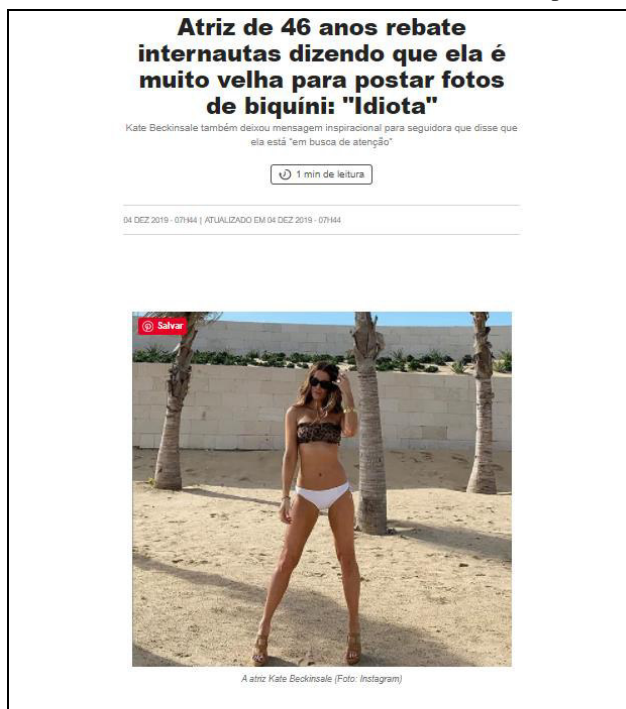 Atriz de 46 anos rebate
internautas dizendo que ela é
muito velha para postar fotos
de biquíni: "Idiota"
Kate Beckinsale também deixou mensagem inspiracional para seguidora que disse que
ela está "em busca de atenção"
1 min de leitura
04 DEZ 2019 - 07H44 | ATUALIZADO EM 04 DEZ 2019 - 07H44
Salvar
A atriz Kate Beckinsale (Foto: Instagram)